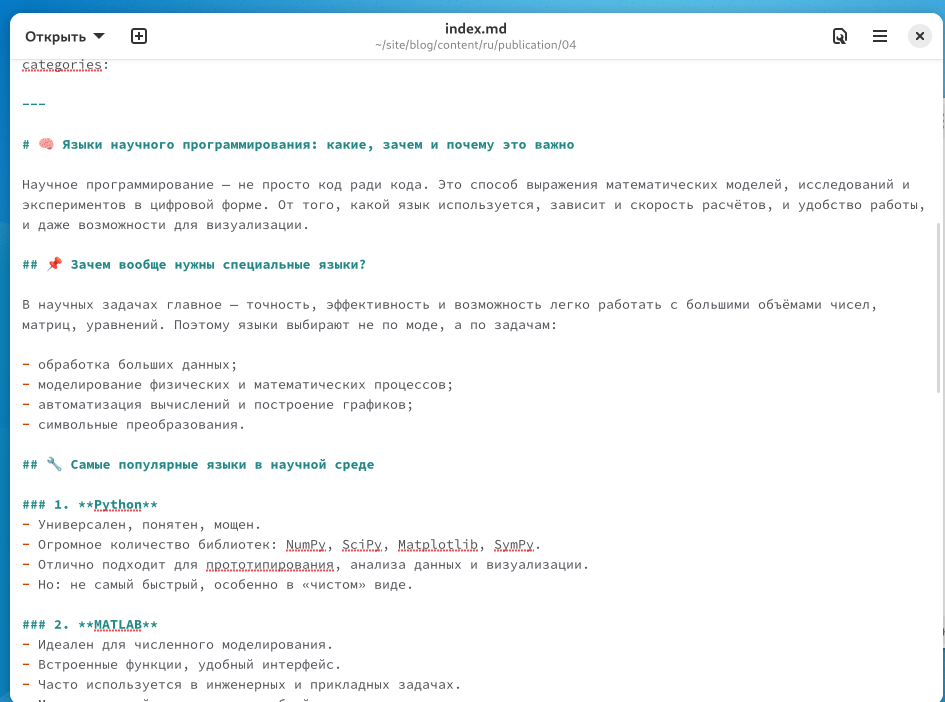 Открыть
index.md
~/site/blog/content/ru/publication/04
categories:
---
# 🧠 Языки научного программирования: какие, зачем и почему это важно
Научное программирование — не просто код ради кода. Это способ выражения математических моделей, исследований и
экспериментов в цифровой форме. От того, какой язык используется, зависит и скорость расчётов, и удобство работы,
и даже возможности для визуализации.
## 📌 Зачем вообще нужны специальные языки?
В научных задачах главное — точность, эффективность и возможность легко работать с большими объёмами чисел,
матриц, уравнений. Поэтому языки выбирают не по моде, а по задачам:
- обработка больших данных;
- моделирование физических и математических процессов;
- автоматизация вычислений и построение графиков;
- символьные преобразования.
## 🔧 Самые популярные языки в научной среде
### 1. **Python**
- Универсален, понятен, мощен.
- Огромное количество библиотек: NumPy, SciPy, Matplotlib, SymPy.
- Отлично подходит для прототипирования, анализа данных и визуализации.
- Но: не самый быстрый, особенно в «чистом» виде.
### 2. **MATLAB**
- Идеален для численного моделирования.
- Встроенные функции, удобный интерфейс.
- Часто используется в инженерных и прикладных задачах.